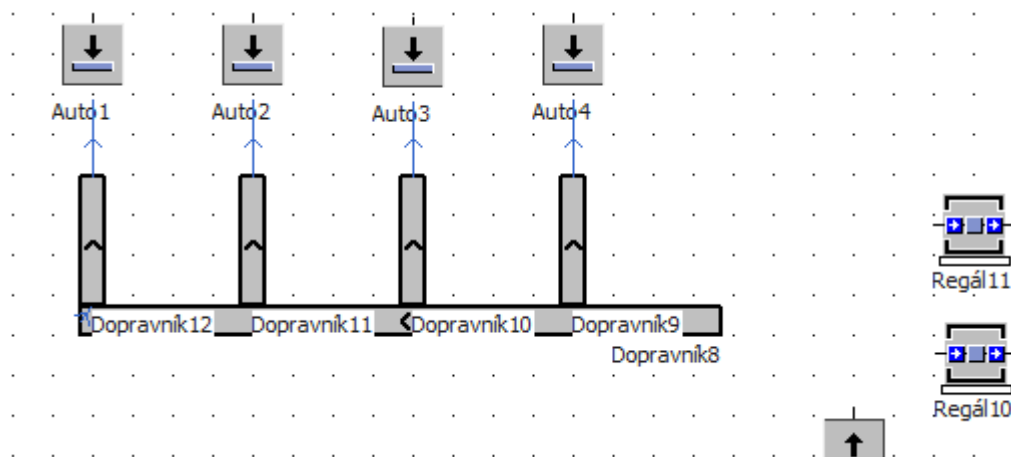 Auto1 Auto2 Auto3 Auto4
Regál11
Dopravník12 Dopravník11 Dopravník10 Dopravník9
Dopravník8
Regál10